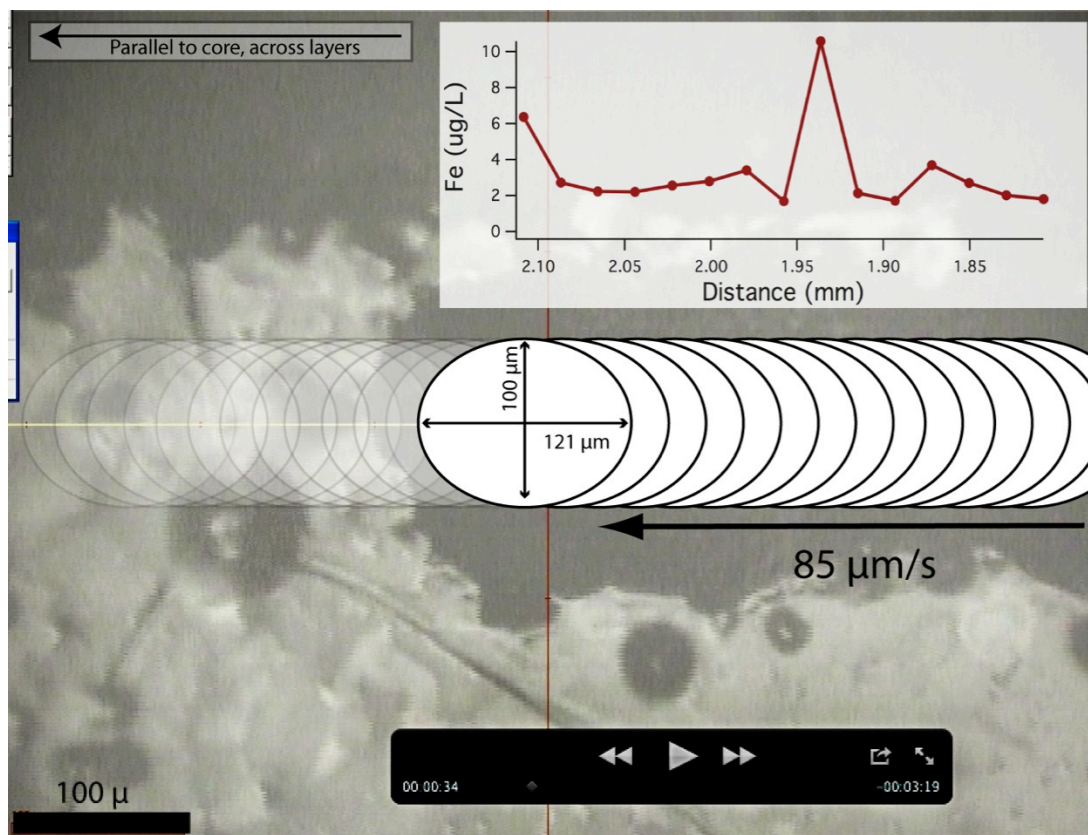 Parallel to core, across layers
Fe (ug/L)
10
8
6
4
2
0
2.10 2.05 2.00 1.95 1.90 1.85
Distance (mm)
100 µm
121 µm
85 µm/s
00:00:34 -00:03:19
100 µ